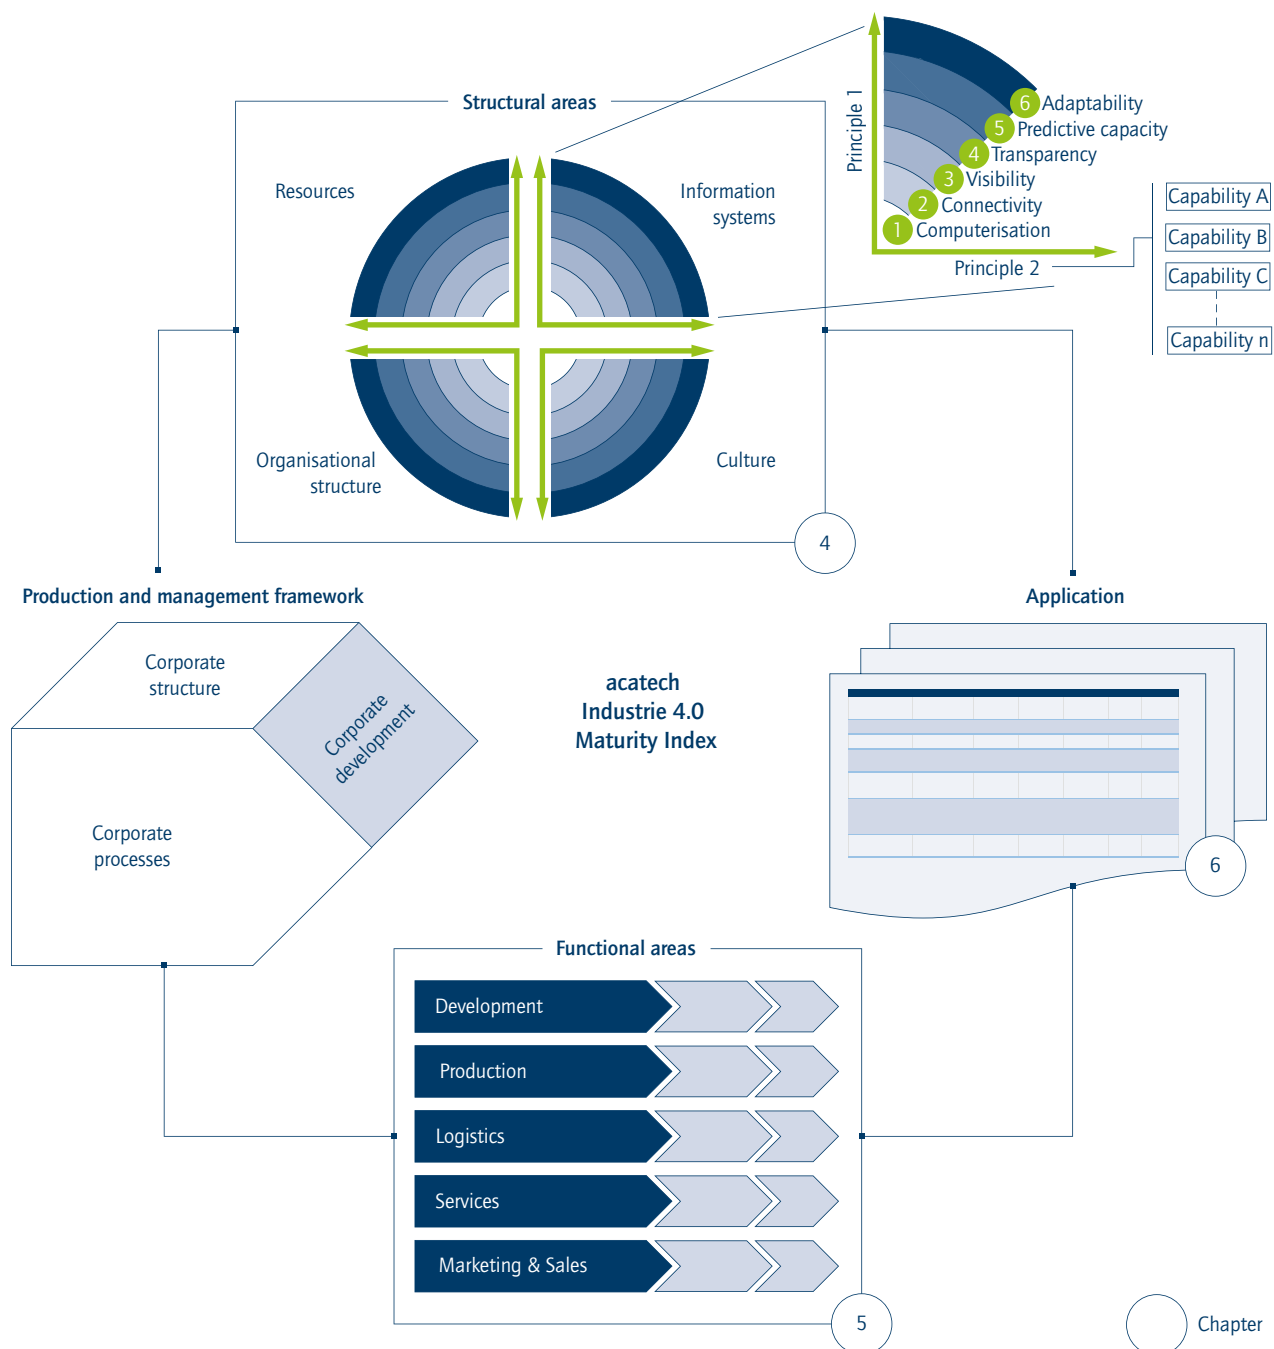 Structural areas
Resources
Information
systems
Organisational
structure
Culture
4
Principle 1
6 Adaptability
5 Predictive capacity
4 Transparency
3 Visibility
2 Connectivity
1 Computerisation
Principle 2
Capability A
Capability B
Capability C
Capability n
Production and management framework
Corporate
structure
Corporate
development
Corporate
processes
acatech
Industrie 4.0
Maturity Index
Application
6
Functional areas
Development
Production
Logistics
Services
Marketing & Sales
5
Chapter